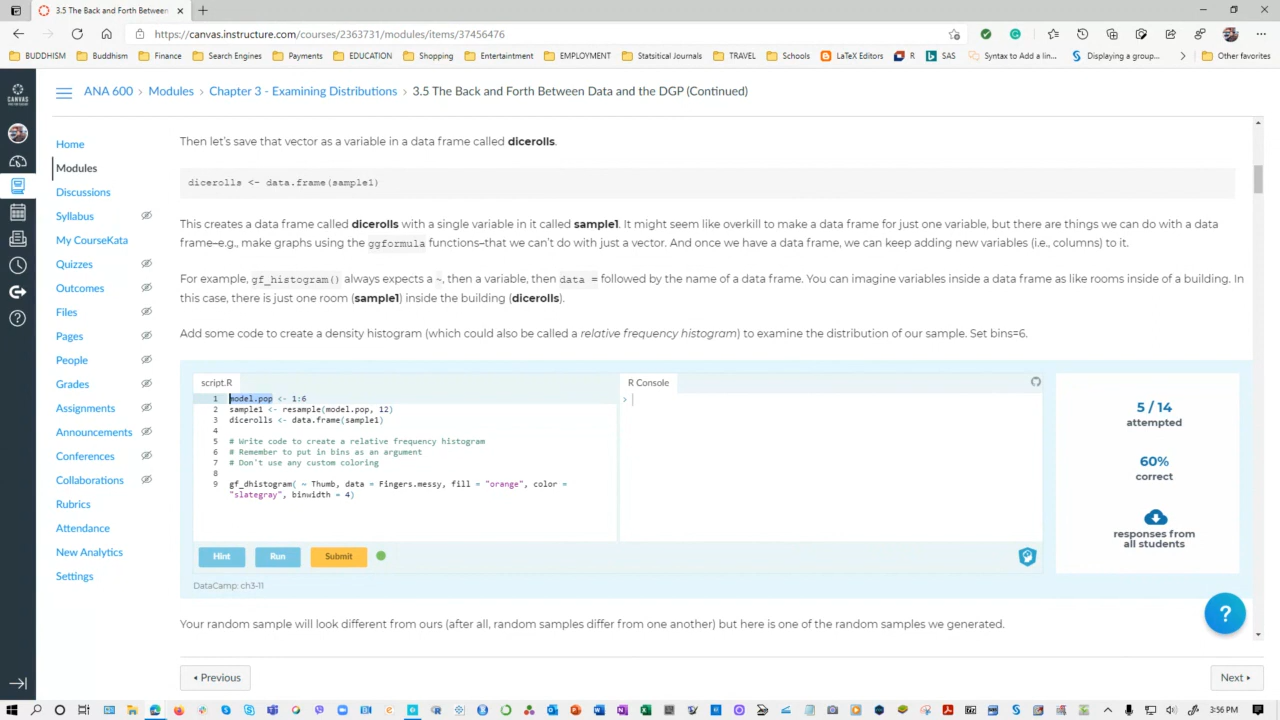 3.5 The Back and Forth Between
https://canvas.instructure.com/courses/2363731/modules/items/37456476
BUDDHISM Buddhism Finance Search Engines Payments EDUCATION Shopping Entertainment EMPLOYMENT Statsitical Journals TRAVEL Schools LaTeX Editors R SAS Syntax to Add a lin... Displaying a group... Other favorites
CANVAS
ANA 600 › Modules › Chapter 3 - Examining Distributions › 3.5 The Back and Forth Between Data and the DGP (Continued)
Home
Modules
Discussions
Syllabus
My CourseKata
Quizzes
Outcomes
Files
Pages
People
Grades
Assignments
Announcements
Conferences
Collaborations
Rubrics
Attendance
New Analytics
Settings
Then let's save that vector as a variable in a data frame called dicerolls.
dicerolls <- data.frame(sample1)
This creates a data frame called dicerolls with a single variable in it called sample1. It might seem like overkill to make a data frame for just one variable, but there are things we can do with a data
frame–e.g., make graphs using the ggformula functions–that we can't do with just a vector. And once we have a data frame, we can keep adding new variables (i.e., columns) to it.
For example, gf_histogram() always expects a ~, then a variable, then data = followed by the name of a data frame. You can imagine variables inside a data frame as like rooms inside of a building. In
this case, there is just one room (sample1) inside the building (dicerolls).
Add some code to create a density histogram (which could also be called a relative frequency histogram) to examine the distribution of our sample. Set bins=6.
script.R
1 model.pop <- 1:6
2 sample1 <- resample(model.pop, 12)
3 dicerolls <- data.frame(sample1)
4
5 # Write code to create a relative frequency histogram
6 # Remember to put in bins as an argument
7 # Don't use any custom coloring
8
9 gf_dhistogram( ~ Thumb, data = Fingers.messy, fill = "orange", color =
"slategray", binwidth = 4)
Hint Run Submit
R Console
>
5 / 14
attempted
60%
correct
responses from
all students
DataCamp: ch3-11
?
Your random sample will look different from ours (after all, random samples differ from one another) but here is one of the random samples we generated.
◂ Previous
Next ▸
3:56 PM